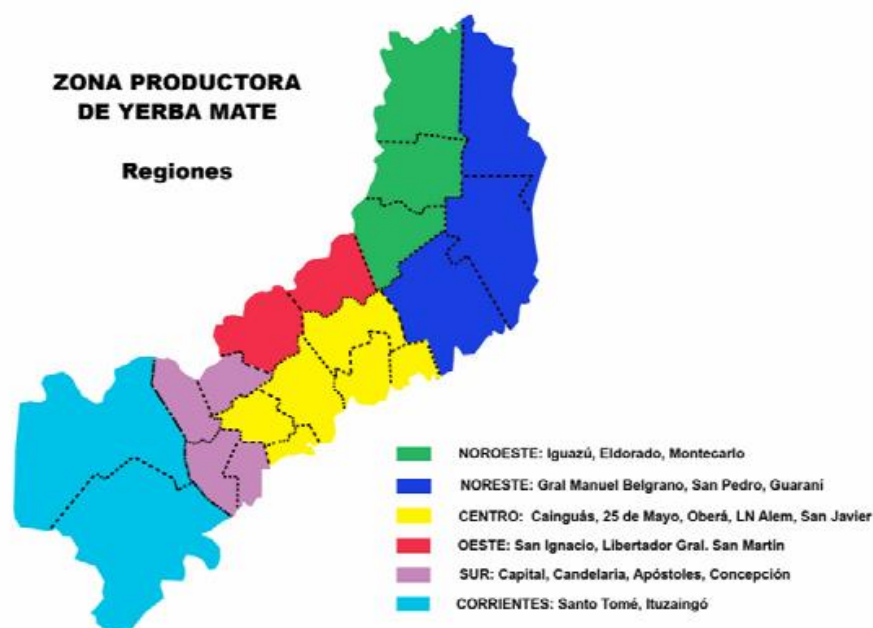 ZONA PRODUCTORA
DE YERBA MATE
Regiones
NOROESTE: Iguazú, Eldorado, Montecarlo
NORESTE: Gral Manuel Belgrano, San Pedro, Guaraní
CENTRO: Cainguás, 25 de Mayo, Oberá, LN Alem, San Javier
OESTE: San Ignacio, Libertador Gral. San Martín
SUR: Capital, Candelaria, Apóstoles, Concepción
CORRIENTES: Santo Tomé, Ituzaingó